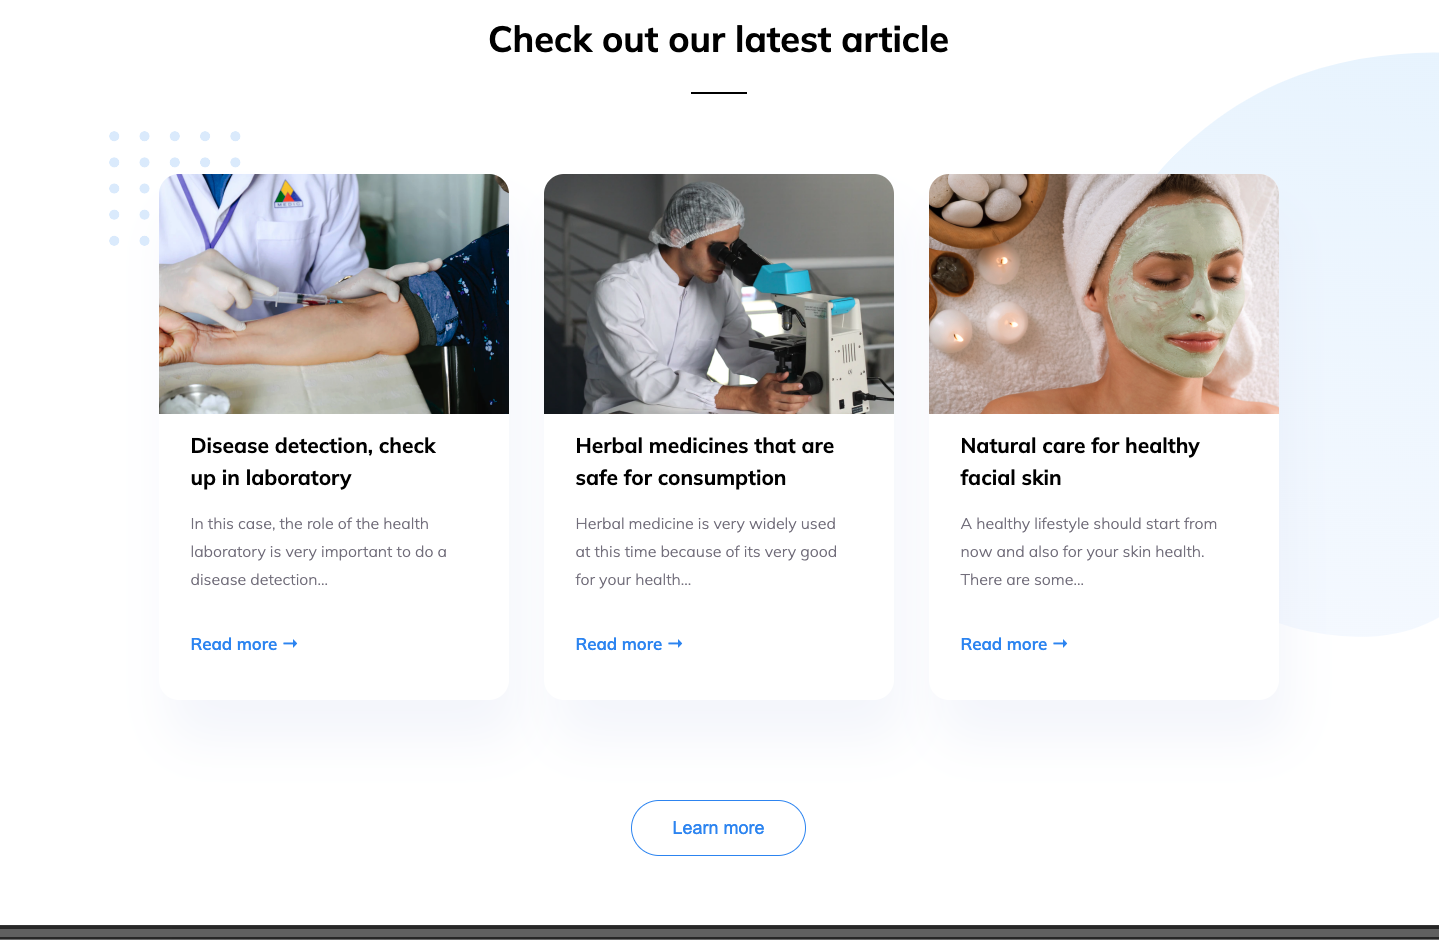 Check out our latest article
Disease detection, check
up in laboratory
In this case, the role of the health
laboratory is very important to do a
disease detection...
Read more →
Herbal medicines that are
safe for consumption
Herbal medicine is very widely used
at this time because of its very good
for your health...
Read more →
Natural care for healthy
facial skin
A healthy lifestyle should start from
now and also for your skin health.
There are some...
Read more →
Learn more